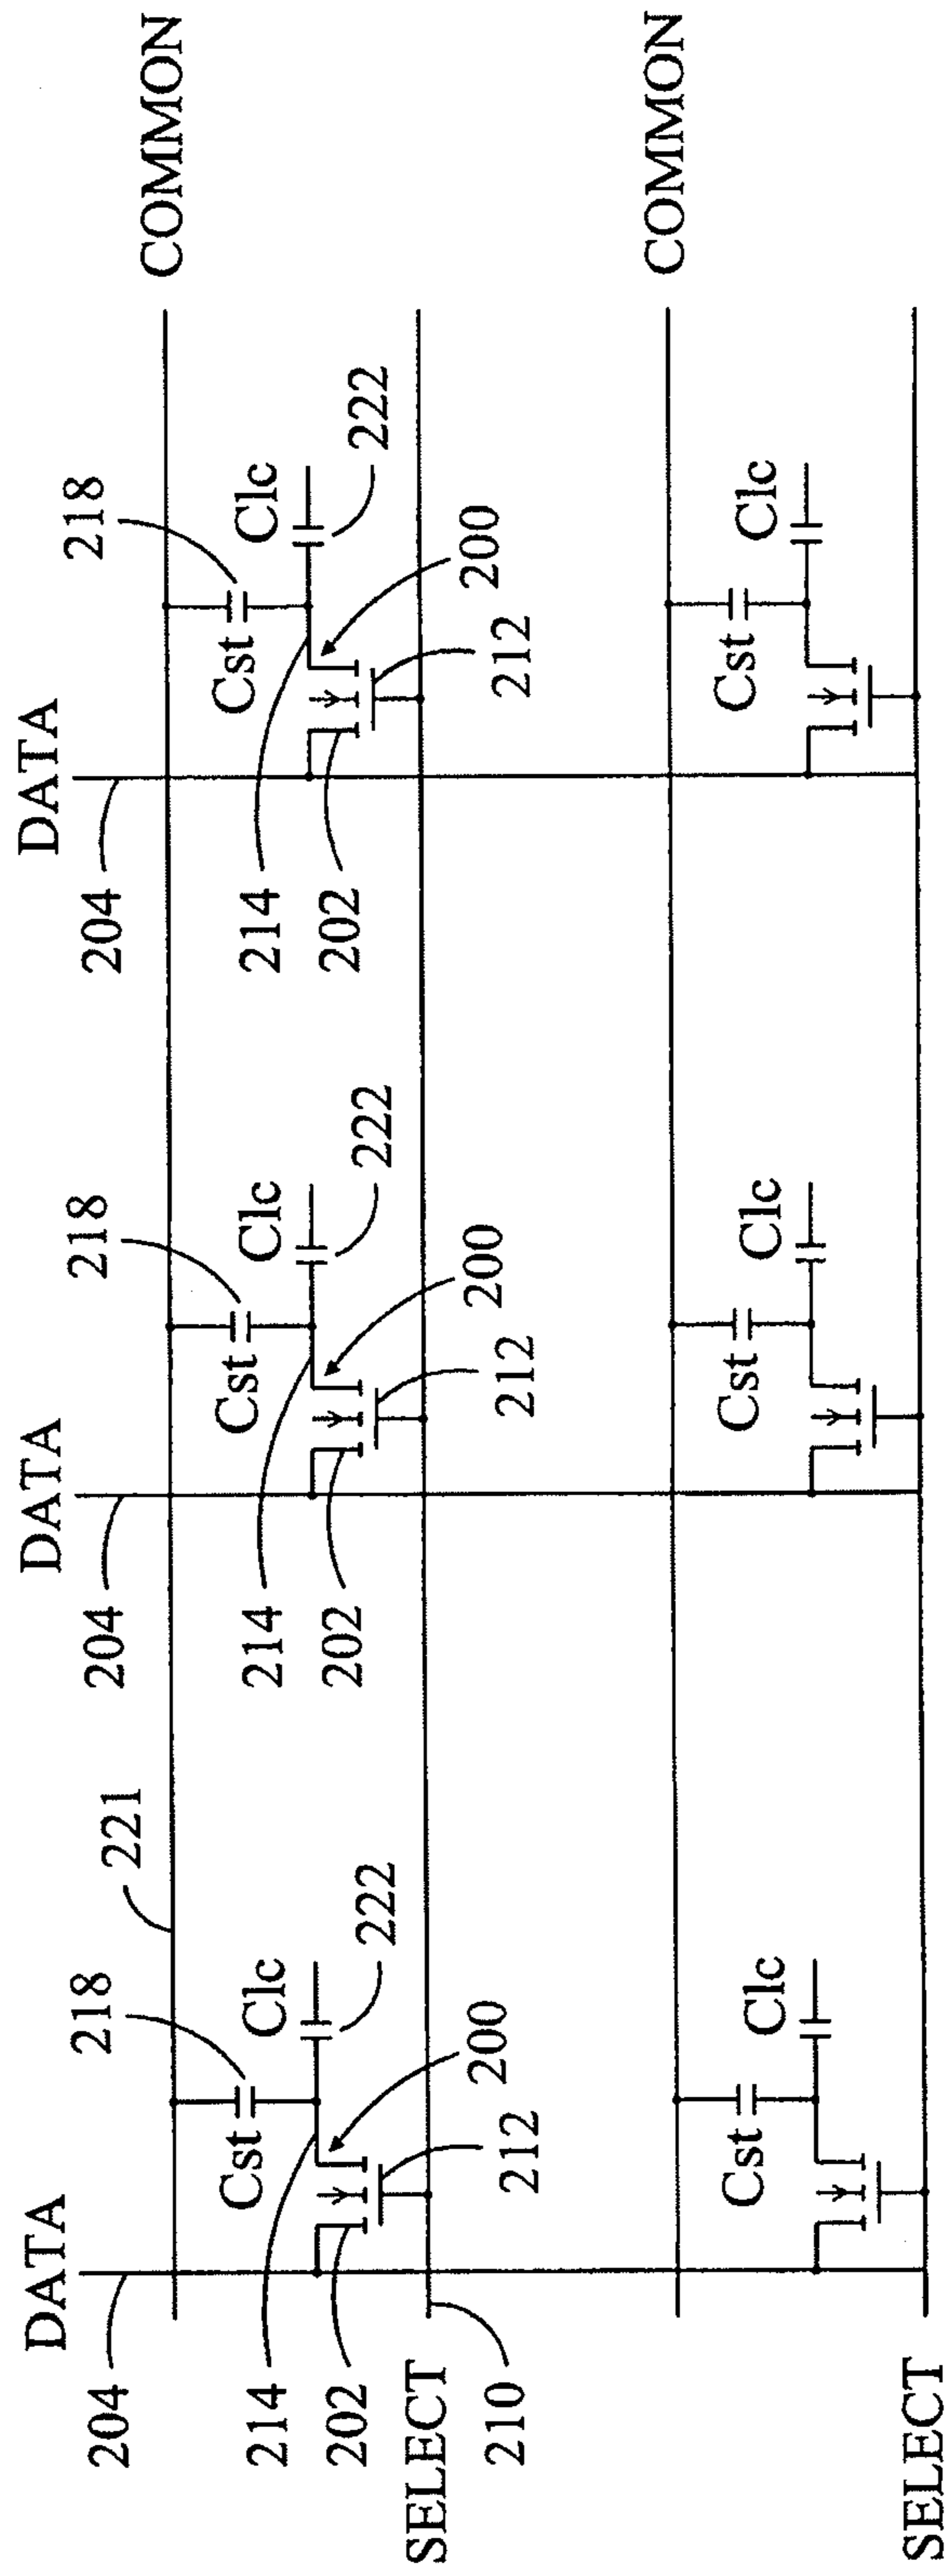 DATA DATA DATA
204 204 204
221
218 218 218
COMMON
Cst Clc Cst Clc Cst Clc
214 222 214 222 214 222
202 200 202 200 202 200
212 212 212
SELECT
210
COMMON
Cst Clc Cst Clc Cst Clc
SELECT